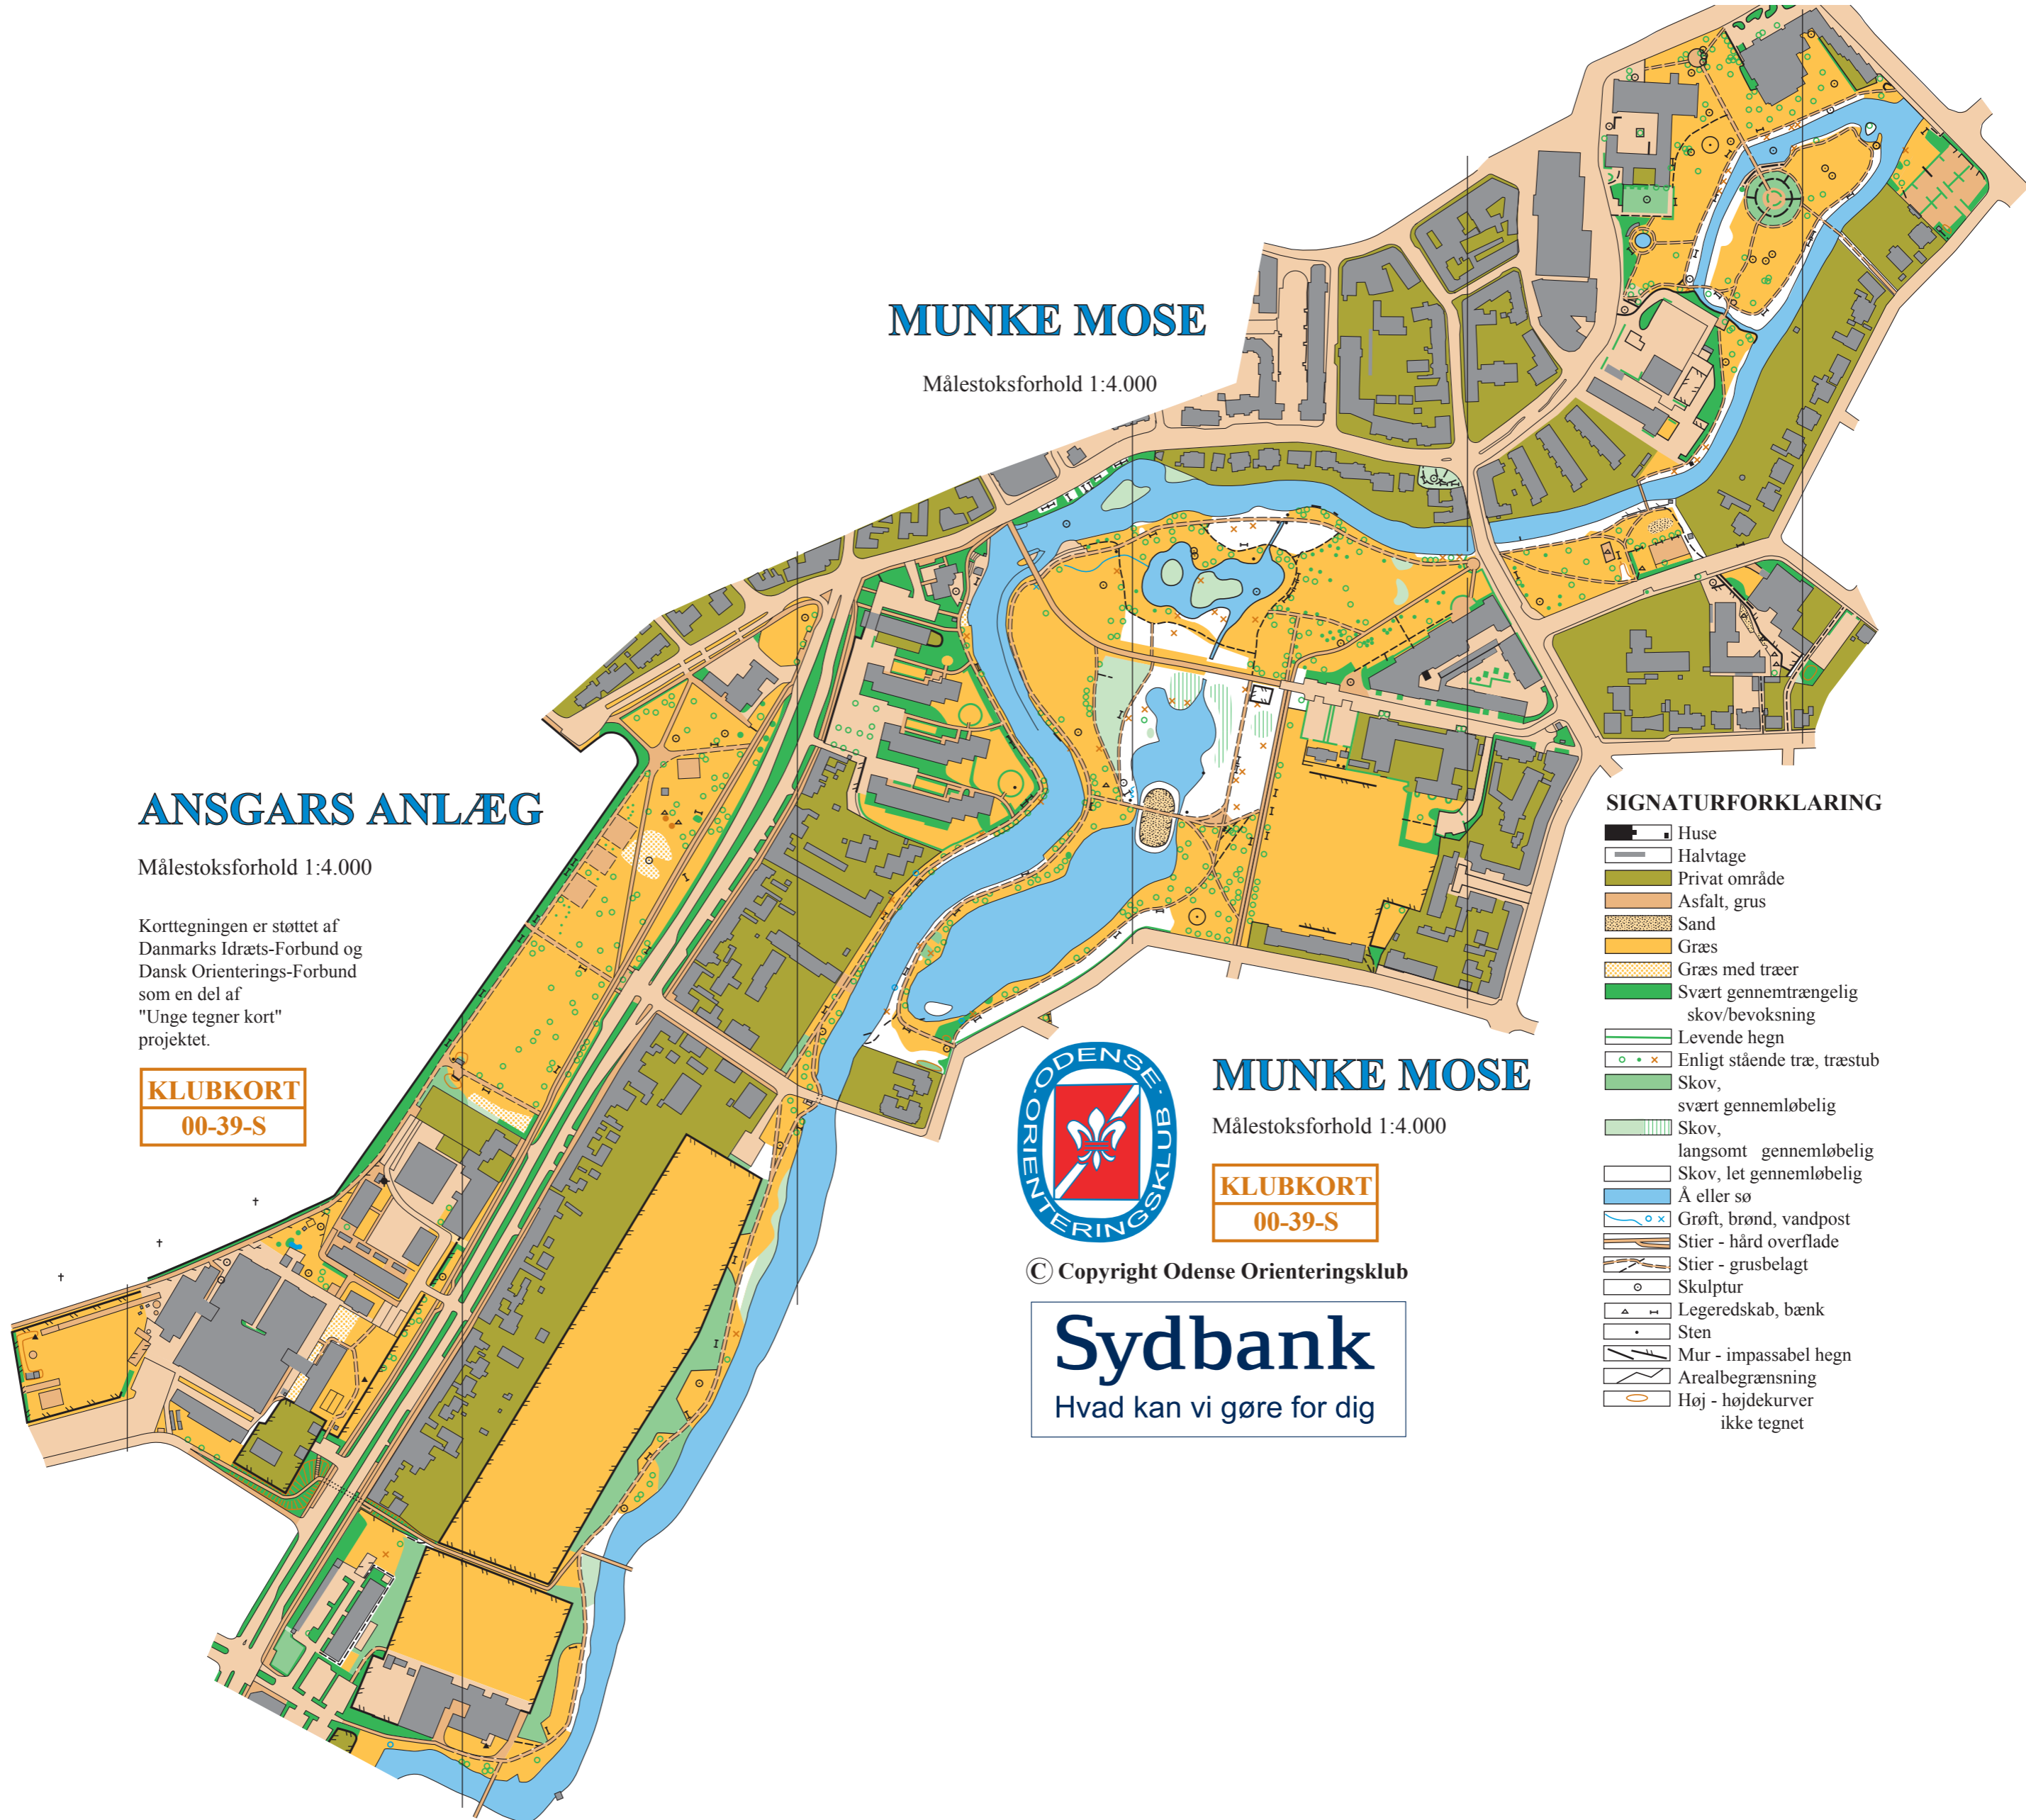 MUNKE MOSE
Målestoksforhold 1:4.000
ANSGARS ANLÆG
Målestoksforhold 1:4.000
Korttegningen er støttet af
Danmarks Idræts-Forbund og
Dansk Orienterings-Forbund
som en del af
"Unge tegner kort"
projektet.
KLUBKORT
00-39-S
ODENSE · ORIENTERINGSKLUB ·
MUNKE MOSE
Målestoksforhold 1:4.000
KLUBKORT
00-39-S
© Copyright Odense Orienteringsklub
Sydbank
Hvad kan vi gøre for dig
SIGNATURFORKLARING
Huse
Halvtage
Privat område
Asfalt, grus
Sand
Græs
Græs med træer
Svært gennemtrængelig
skov/bevoksning
Levende hegn
Enligt stående træ, træstub
Skov,
svært gennemløbelig
Skov,
langsomt gennemløbelig
Skov, let gennemløbelig
Å eller sø
Grøft, brønd, vandpost
Stier - hård overflade
Stier - grusbelagt
Skulptur
Legeredskab, bænk
Sten
Mur - impassabel hegn
Arealbegrænsning
Høj - højdekurver
ikke tegnet